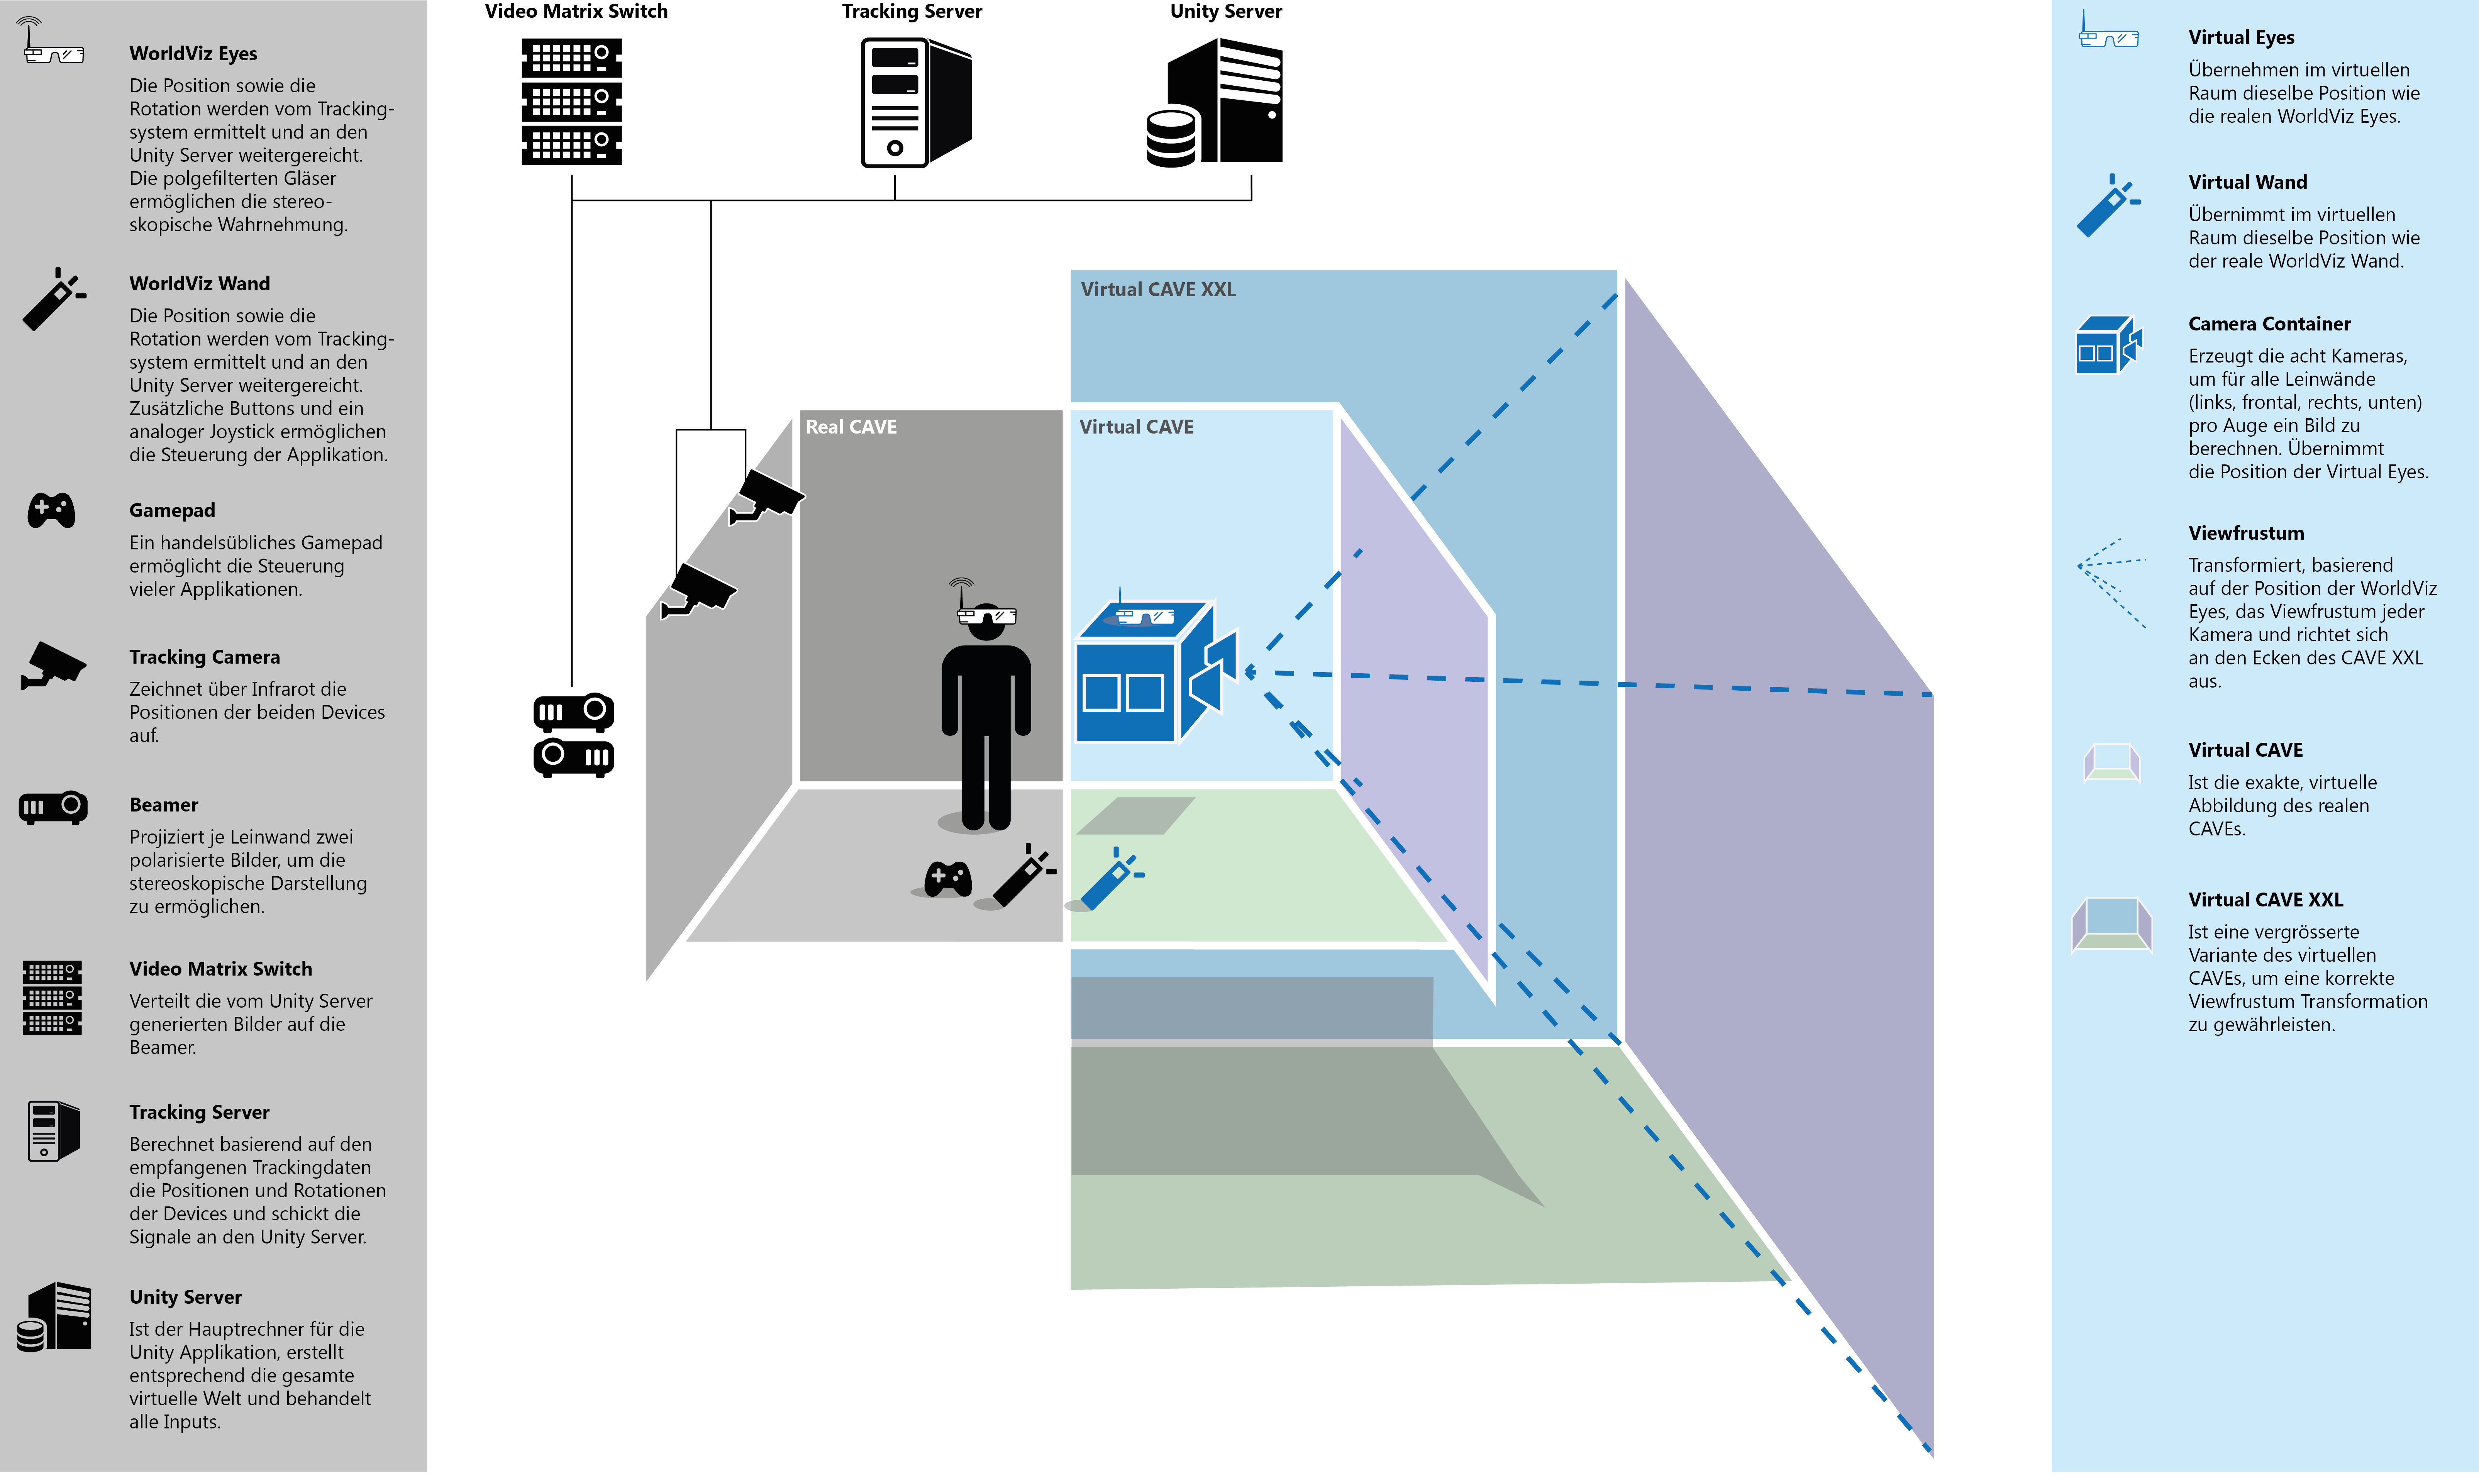 WorldViz Eyes
Die Position sowie die
Rotation werden vom Tracking-
system ermittelt und an den
Unity Server weitergereicht.
Die polgefilterten Gläser
ermöglichen die stereo-
skopische Wahrnehmung.
WorldViz Wand
Die Position sowie die
Rotation werden vom Tracking-
system ermittelt und an den
Unity Server weitergereicht.
Zusätzliche Buttons und ein
analoger Joystick ermöglichen
die Steuerung der Applikation.
Gamepad
Ein handelsübliches Gamepad
ermöglicht die Steuerung
vieler Applikationen.
Tracking Camera
Zeichnet über Infrarot die
Positionen der beiden Devices
auf.
Beamer
Projiziert je Leinwand zwei
polarisierte Bilder, um die
stereoskopische Darstellung
zu ermöglichen.
Video Matrix Switch
Verteilt die vom Unity Server
generierten Bilder auf die
Beamer.
Tracking Server
Berechnet basierend auf den
empfangenen Trackingdaten
die Positionen und Rotationen
der Devices und schickt die
Signale an den Unity Server.
Unity Server
Ist der Hauptrechner für die
Unity Applikation, erstellt
entsprechend die gesamte
virtuelle Welt und behandelt
alle Inputs.
Video Matrix Switch
Tracking Server
Unity Server
Virtual CAVE XXL
Real CAVE
Virtual CAVE
Virtual Eyes
Übernehmen im virtuellen
Raum dieselbe Position wie
die realen WorldViz Eyes.
Virtual Wand
Übernimmt im virtuellen
Raum dieselbe Position wie
der reale WorldViz Wand.
Camera Container
Erzeugt die acht Kameras,
um für alle Leinwände
(links, frontal, rechts, unten)
pro Auge ein Bild zu
berechnen. Übernimmt
die Position der Virtual Eyes.
Viewfrustum
Transformiert, basierend
auf der Position der WorldViz
Eyes, das Viewfrustum jeder
Kamera und richtet sich
an den Ecken des CAVE XXL
aus.
Virtual CAVE
Ist die exakte, virtuelle
Abbildung des realen
CAVEs.
Virtual CAVE XXL
Ist eine vergrösserte
Variante des virtuellen
CAVEs, um eine korrekte
Viewfrustum Transformation
zu gewährleisten.